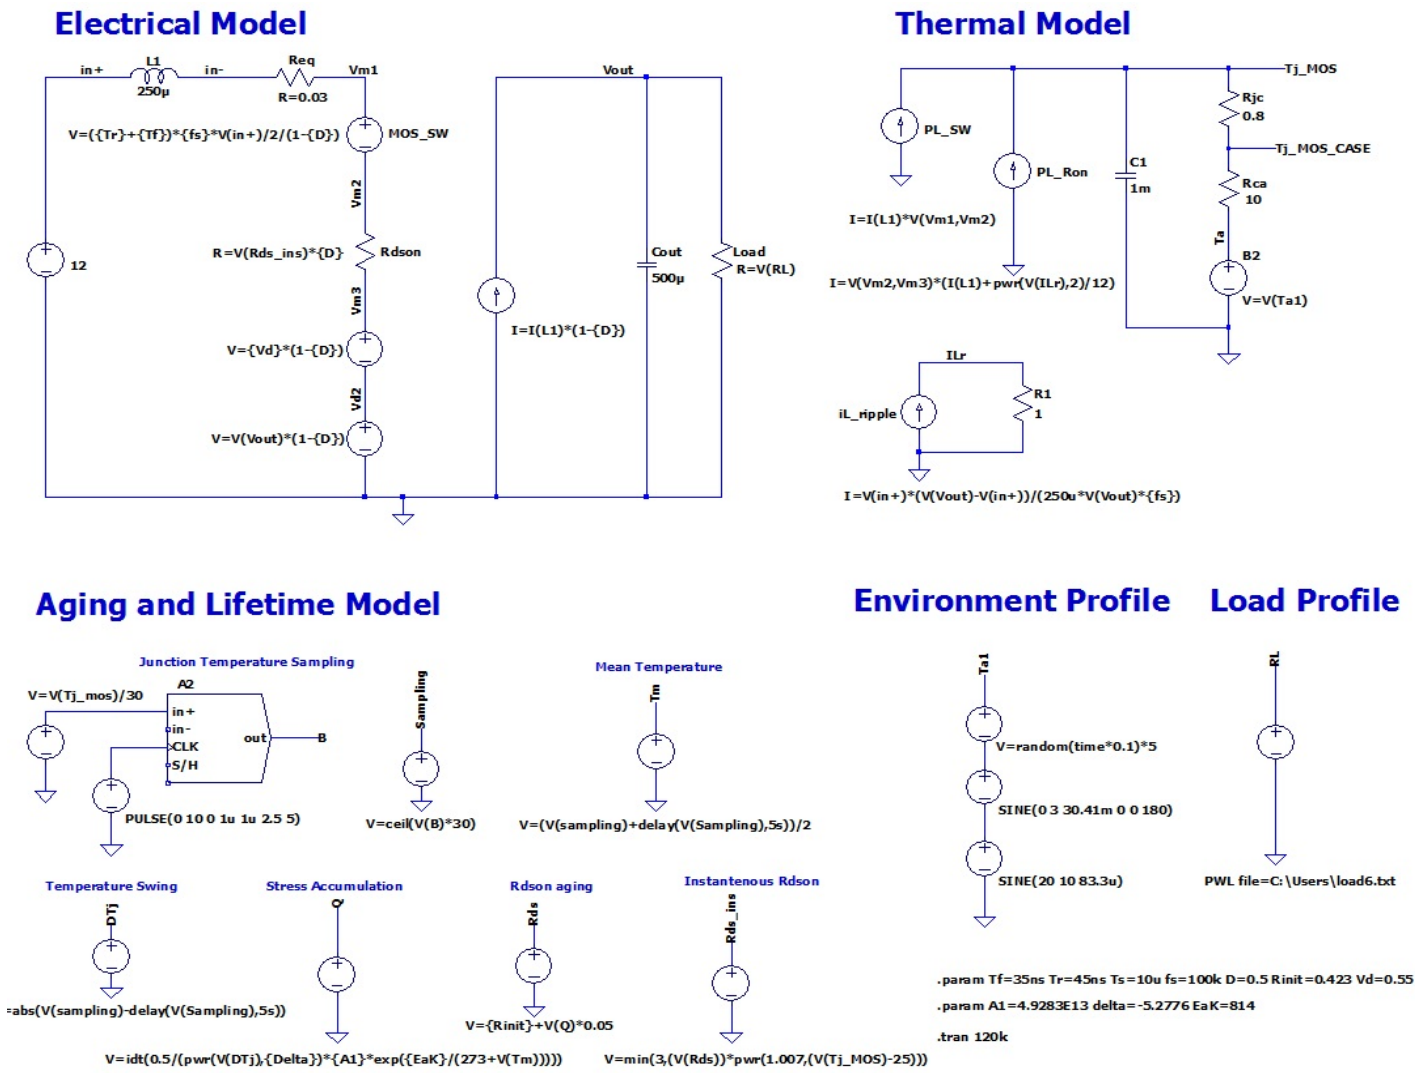 Electrical Model
in+
L1
250µ
in-
Req
R=0.03
Vm1
V=({Tr}+{Tf})*{fs}*V(in+)/2/(1-{D})
MOS_SW
Vm2
12
R=V(Rds_ins)*{D}
Rdson
Vm3
V={Vd}*(1-{D})
Vd2
V=V(Vout)*(1-{D})
Vout
I=I(L1)*(1-{D})
Cout
500µ
Load
R=V(RL)
Thermal Model
Tj_MOS
Rjc
0.8
PL_SW
Tj_MOS_CASE
C1
1m
PL_Ron
Rca
10
I=I(L1)*V(Vm1,Vm2)
Ta
B2
I=V(Vm2,Vm3)*(I(L1)+pwr(V(ILr),2)/12)
V=V(Ta1)
ILr
iL_ripple
R1
1
I=V(in+)*(V(Vout)-V(in+))/(250u*V(Vout)*{fs})
Aging and Lifetime Model
Junction Temperature Sampling
V=V(Tj_mos)/30
A2
in+
in-
CLK
S/H
out
B
PULSE(0 10 0 1u 1u 2.5 5)
Sampling
V=ceil(V(B)*30)
Mean Temperature
Tm
V=(V(sampling)+delay(V(Sampling),5s))/2
Temperature Swing
DTj
=abs(V(sampling)-delay(V(Sampling),5s))
Stress Accumulation
Q
V=idt(0.5/(pwr(V(DTj),{Delta})*{A1}*exp({EaK}/(273+V(Tm)))))
Rdson aging
Rds
V={Rinit}+V(Q)*0.05
Instantenous Rdson
Rds_ins
V=min(3,(V(Rds))*pwr(1.007,(V(Tj_MOS)-25)))
Environment Profile
Ta1
V=random(time*0.1)*5
SINE(0 3 30.41m 0 0 180)
SINE(20 10 83.3u)
Load Profile
RL
PWL file=C:\Users\load6.txt
.param Tf=35ns Tr=45ns Ts=10u fs=100k D=0.5 Rinit=0.423 Vd=0.55
.param A1=4.9283E13 delta=-5.2776 EaK=814
.tran 120k